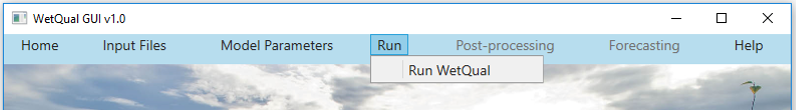 WetQual GUI v1.0
Home Input Files Model Parameters Run Post-processing Forecasting Help
Run WetQual